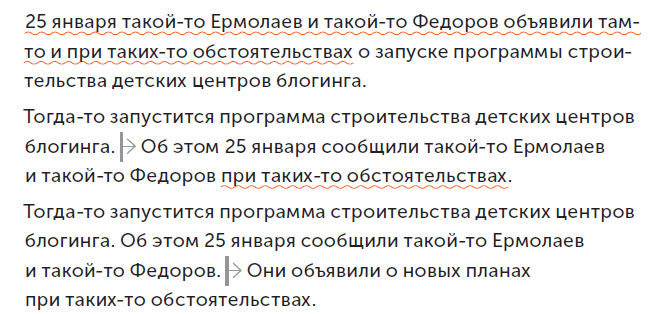 25 января такой-то Ермолаев и такой-то Федоров объявили там-
то и при таких-то обстоятельствах о запуске программы строи-
тельства детских центров блогинга.
Тогда-то запустится программа строительства детских центров
блогинга. Об этом 25 января сообщили такой-то Ермолаев
и такой-то Федоров при таких-то обстоятельствах.
Тогда-то запустится программа строительства детских центров
блогинга. Об этом 25 января сообщили такой-то Ермолаев
и такой-то Федоров. Они объявили о новых планах
при таких-то обстоятельствах.